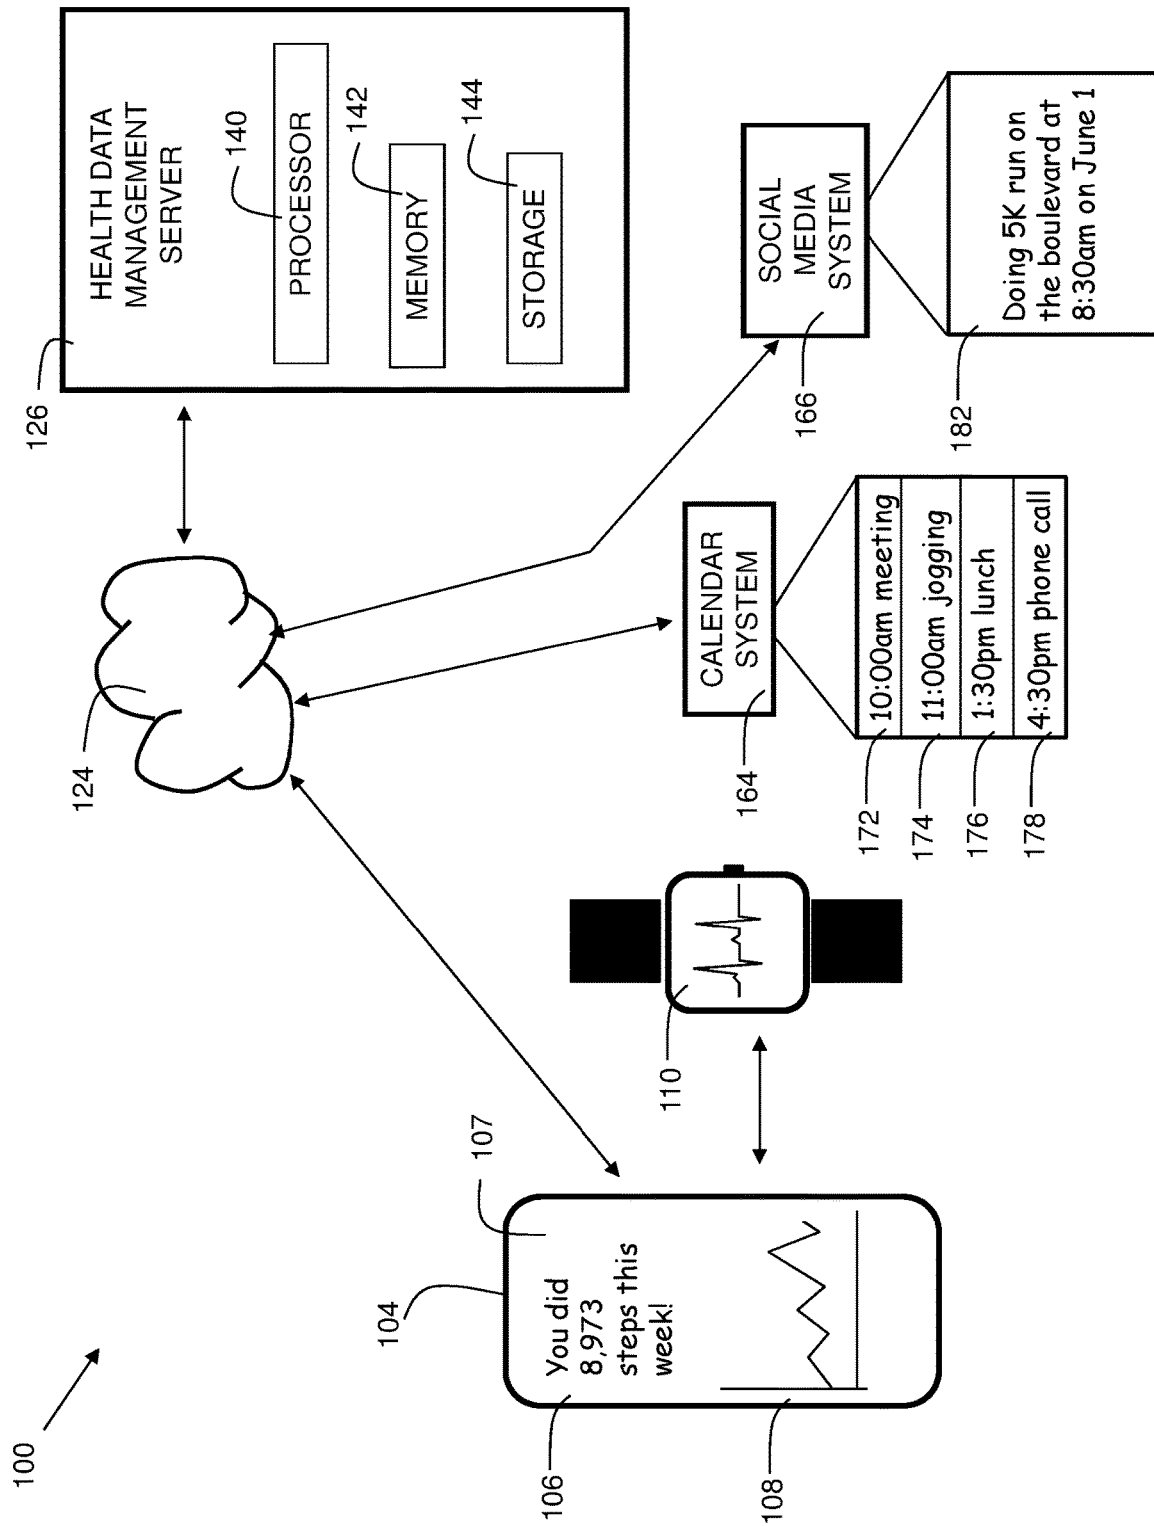 100
104
107
You did
8,973
steps this
week!
106
108
110
124
126
HEALTH DATA
MANAGEMENT
SERVER
140
PROCESSOR
142
MEMORY
144
STORAGE
CALENDAR
SYSTEM
164
10:00am meeting
11:00am jogging
1:30pm lunch
4:30pm phone call
172
174
176
178
SOCIAL
MEDIA
SYSTEM
166
Doing 5K run on
the boulevard at
8:30am on June 1
182